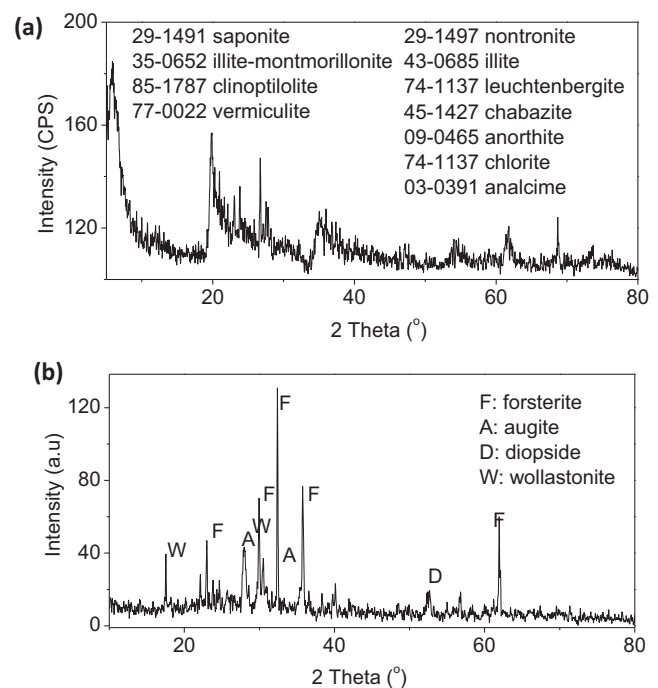 (a)
29-1491 saponite
35-0652 illite-montmorillonite
85-1787 clinoptilolite
77-0022 vermiculite
29-1497 nontronite
43-0685 illite
74-1137 leuchtenbergite
45-1427 chabazite
09-0465 anorthite
74-1137 chlorite
03-0391 analcime
Intensity (CPS)
200
160
120
20
40
60
80
2 Theta (°)
(b)
F: forsterite
A: augite
D: diopside
W: wollastonite
Intensity (a.u)
120
80
40
0
W
F
A
F
W
F
A
F
D
F
20
40
60
80
2 Theta (°)